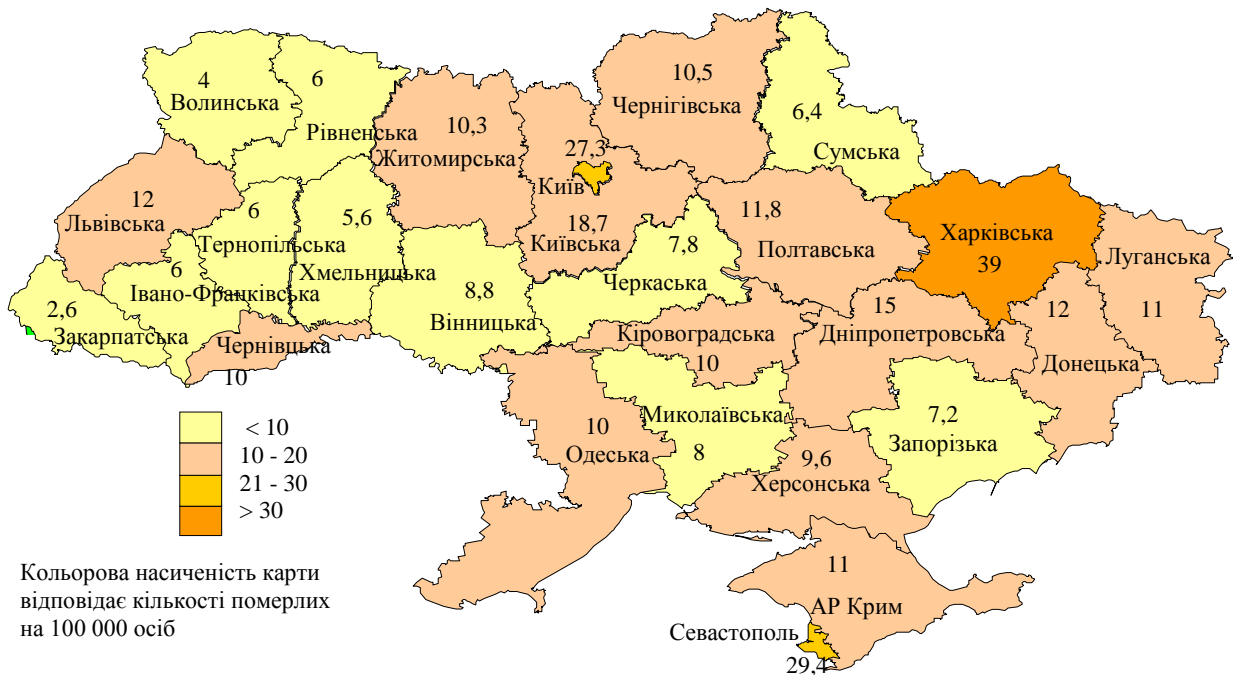 4
Волинська
6
Рівненська
10,3
Житомирська
10,5
Чернігівська
6,4
Сумська
27,3
Київ
18,7
Київська
12
Львівська
6
Тернопільська
5,6
Хмельницька
7,8
Черкаська
11,8
Полтавська
Харківська
39
Луганська
11
6
Івано-Франківська
2,6
Закарпатська
Чернівцька
10
8,8
Вінницька
Кіровоградська
10
15
Дніпропетровська
12
Донецька
10
Одеська
Миколаївська
8
7,2
Запорізька
9,6
Херсонська
11
АР Крим
Севастополь
29,4
< 10
10 - 20
21 - 30
> 30
Кольорова насиченість карти
відповідає кількості померлих
на 100 000 осіб